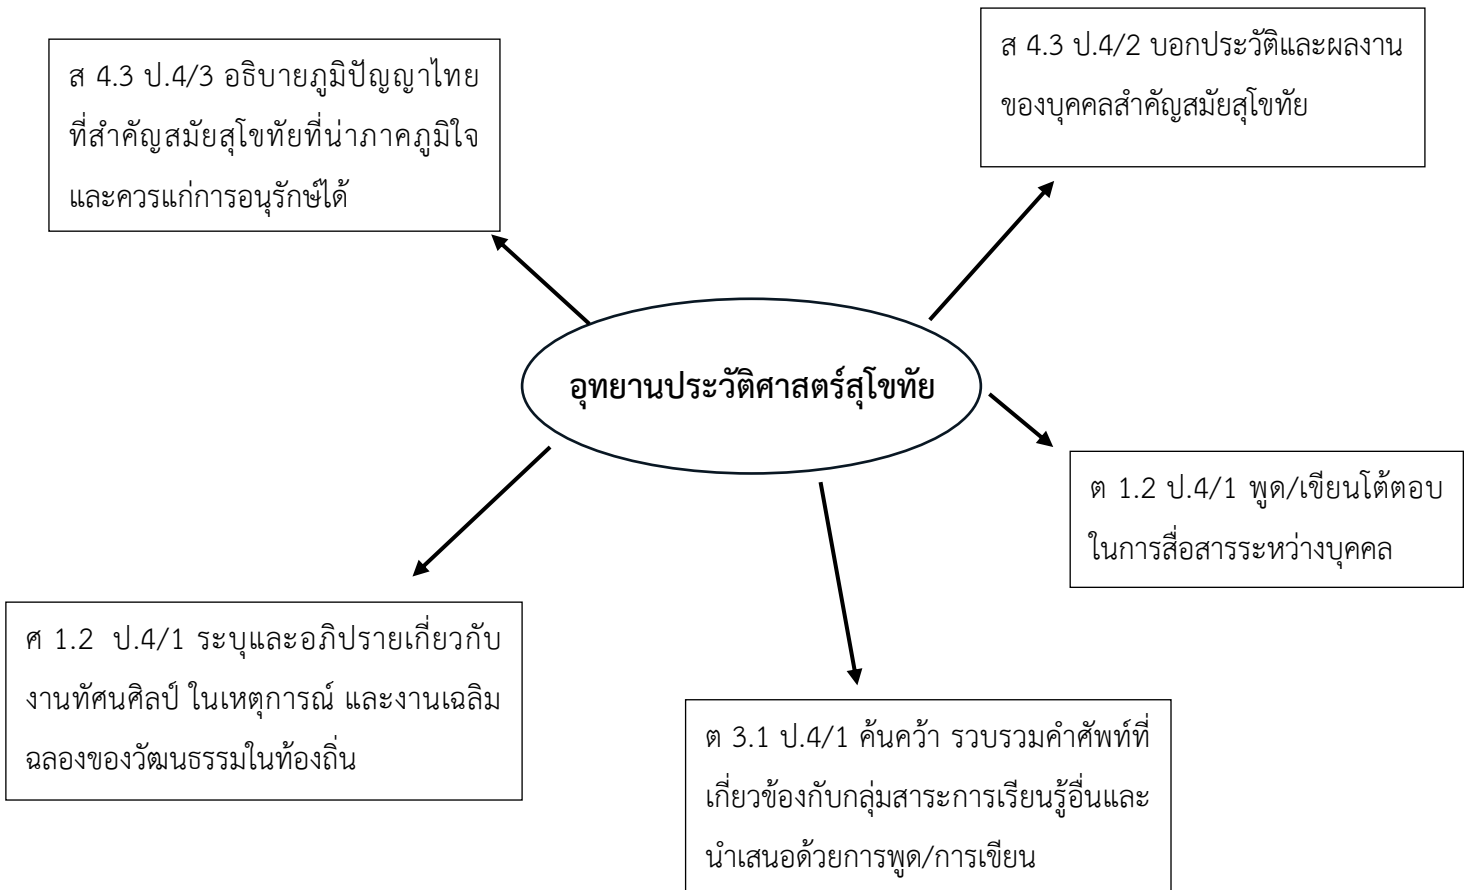 ส 4.3 ป.4/3 อธิบายภูมิปัญญาไทย
ที่สำคัญสมัยสุโขทัยที่น่าภาคภูมิใจ
และควรแก่การอนุรักษ์ได้
ส 4.3 ป.4/2 บอกประวัติและผลงาน
ของบุคคลสำคัญสมัยสุโขทัย
อุทยานประวัติศาสตร์สุโขทัย
ต 1.2 ป.4/1 พูด/เขียนโต้ตอบ
ในการสื่อสารระหว่างบุคคล
ศ 1.2 ป.4/1 ระบุและอภิปรายเกี่ยวกับ
งานทัศนศิลป์ ในเหตุการณ์ และงานเฉลิม
ฉลองของวัฒนธรรมในท้องถิ่น
ต 3.1 ป.4/1 ค้นคว้า รวบรวมคำศัพท์ที่
เกี่ยวข้องกับกลุ่มสาระการเรียนรู้อื่นและ
นำเสนอด้วยการพูด/การเขียน